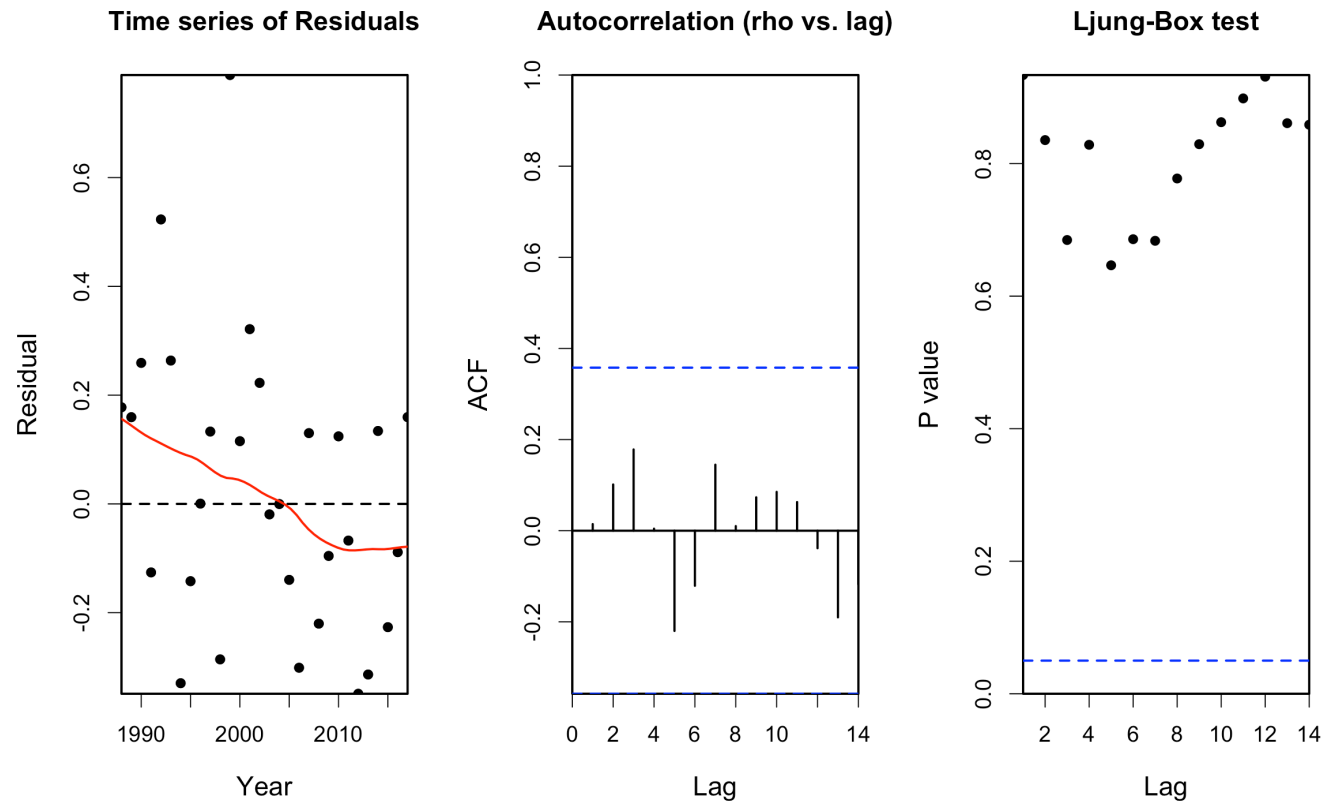 Time series of Residuals
Residual
0.6
0.4
0.2
0.0
-0.2
1990 2000 2010
Year
Autocorrelation (rho vs. lag)
ACF
1.0
0.8
0.6
0.4
0.2
0.0
-0.2
0 2 4 6 8 10 14
Lag
Ljung-Box test
P value
0.8
0.6
0.4
0.2
0.0
2 4 6 8 10 12 14
Lag